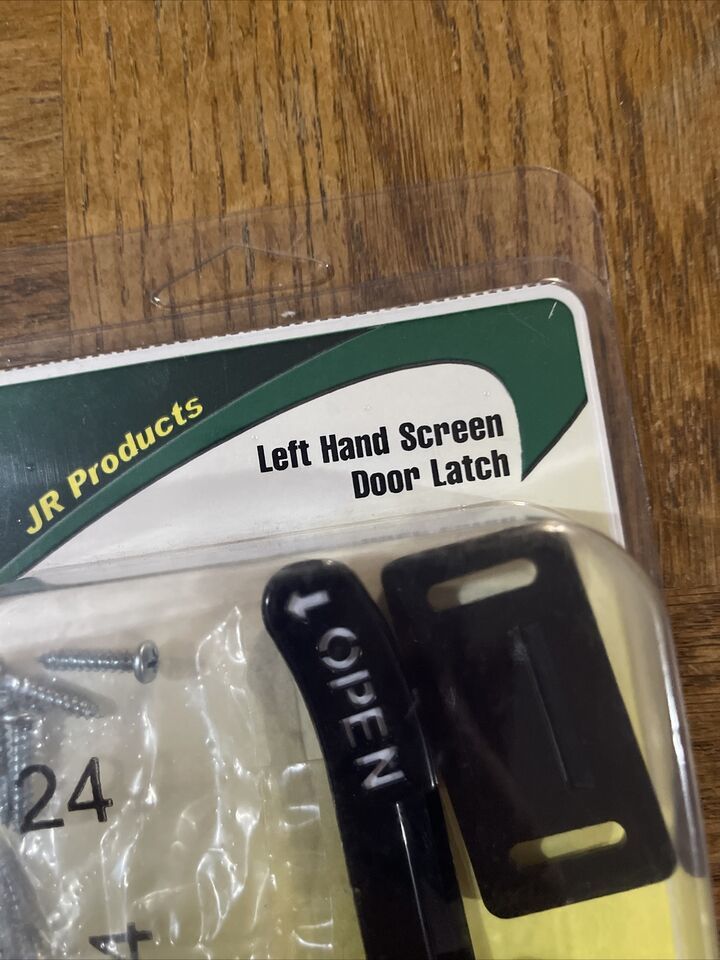 JR Products
Left Hand Screen
Door Latch
OPEN
24